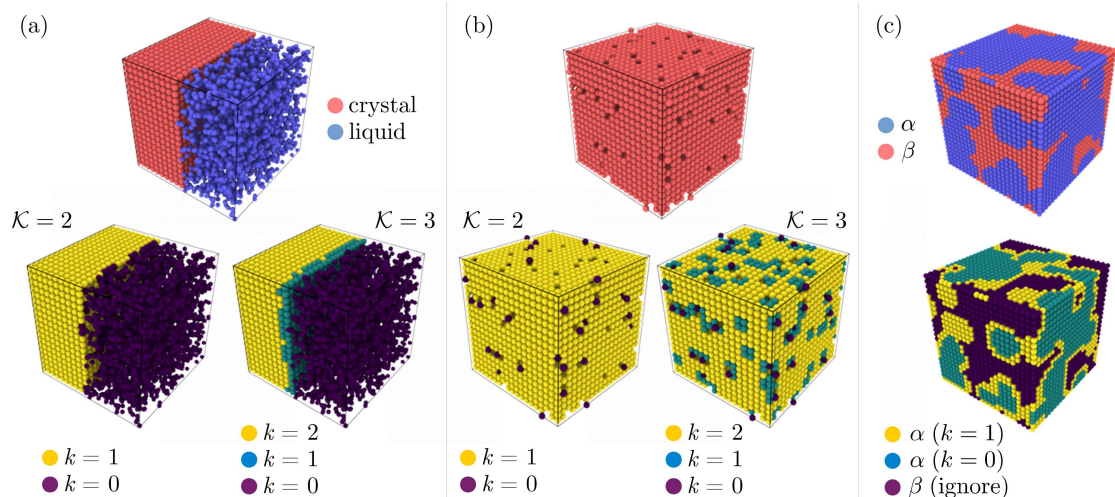 (a)
crystal
liquid
𝒦 = 2
𝒦 = 3
k = 2
k = 1
k = 1
k = 0
k = 0
(b)
𝒦 = 2
𝒦 = 3
k = 2
k = 1
k = 1
k = 0
k = 0
(c)
α
β
α (k = 1)
α (k = 0)
β (ignore)